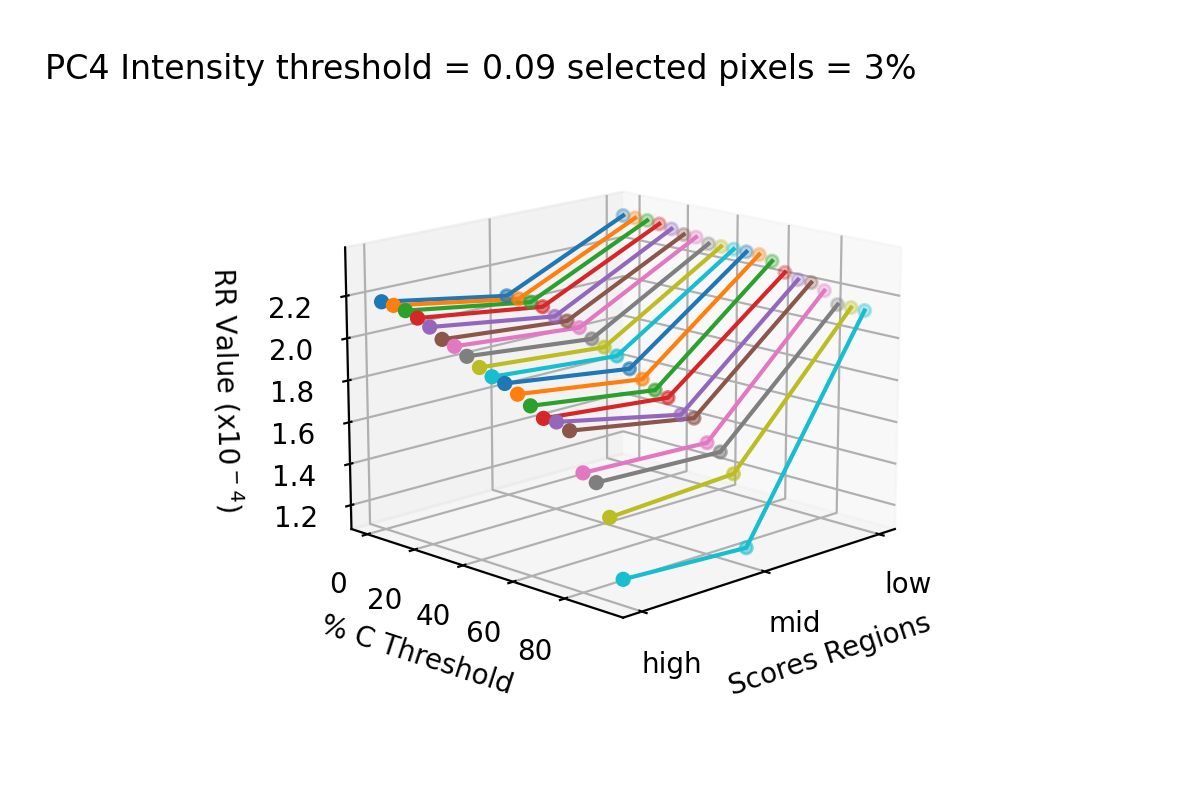 PC4 Intensity threshold = 0.09 selected pixels = 3%
RR Value (x10⁻⁴)
2.2
2.0
1.8
1.6
1.4
1.2
0
20
40
60
80
% C Threshold
high
mid
low
Scores Regions